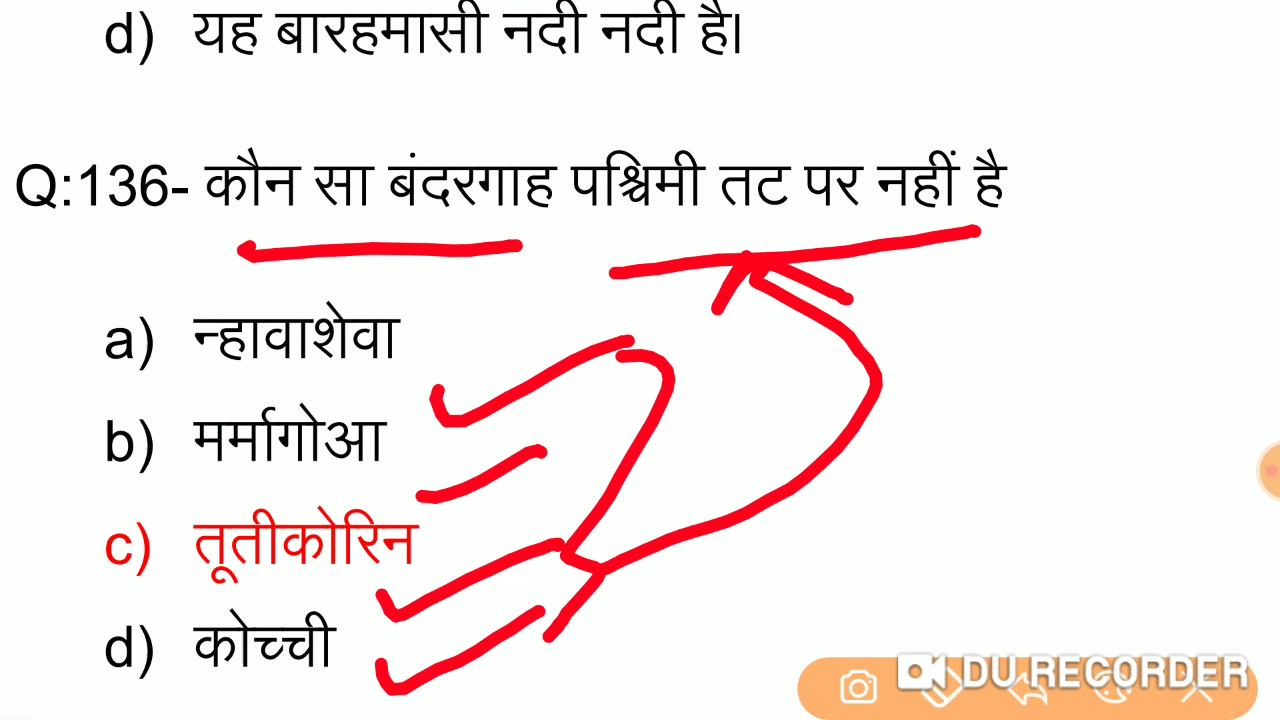 d) यह बारहमासी नदी नदी है।
Q:136- कौन सा बंदरगाह पश्चिमी तट पर नहीं है
a) न्हावाशेवा
b) मर्मागोआ
c) तूतीकोरिन
d) कोच्ची
DU RECORDER